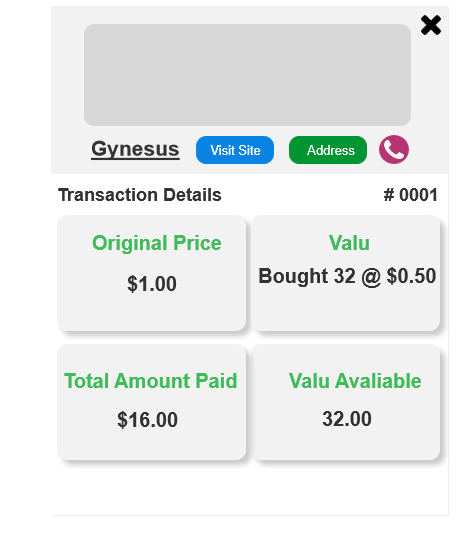 Gynesus Visit Site Address
Transaction Details # 0001
Original Price
$1.00
Valu
Bought 32 @ $0.50
Total Amount Paid
$16.00
Valu Avaliable
32.00